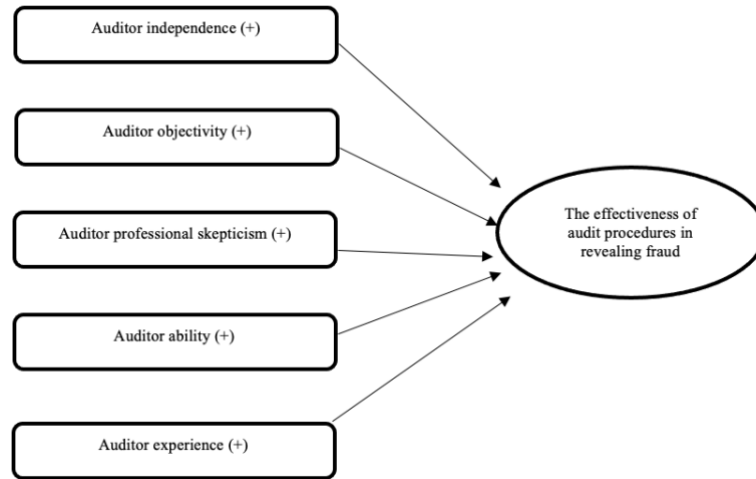 Auditor independence (+)
Auditor objectivity (+)
Auditor professional skepticism (+)
Auditor ability (+)
Auditor experience (+)
The effectiveness of
audit procedures in
revealing fraud